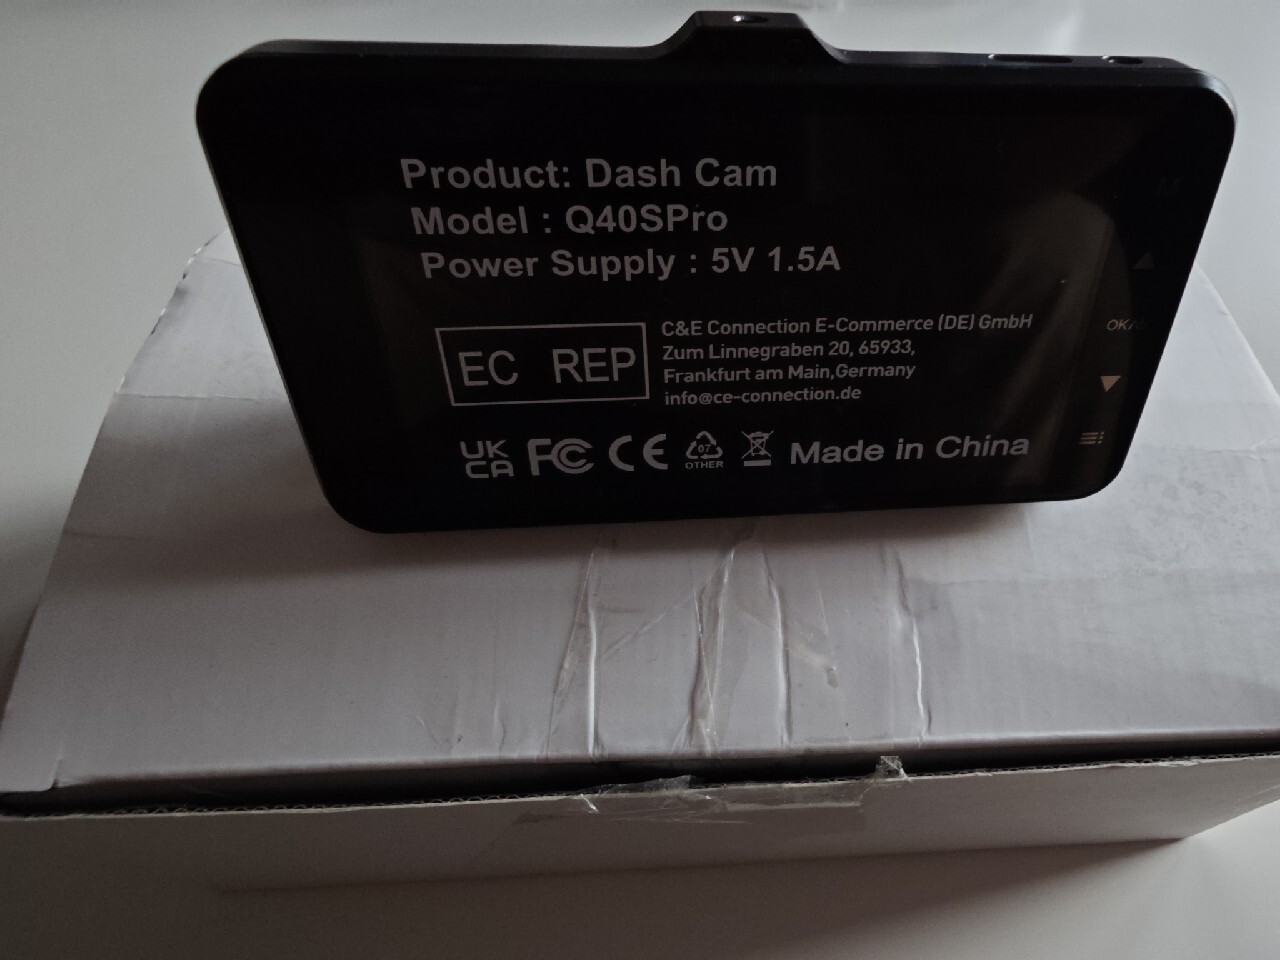 Product: Dash Cam
Model : Q40SPro
Power Supply : 5V 1.5A
EC REP
C&E Connection E-Commerce (DE) GmbH
Zum Linnegraben 20, 65933,
Frankfurt am Main,Germany
info@ce-connection.de
UK
CA
FC CE
07
OTHER
Made in China
M
OK/